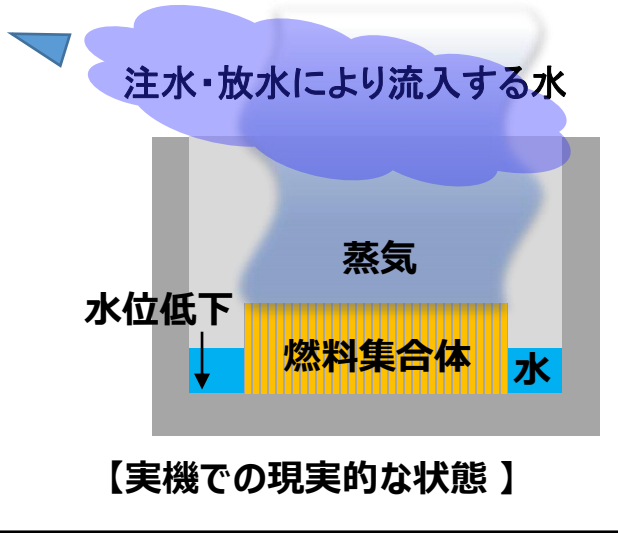 注水・放水により流入する水
蒸気
水位低下
燃料集合体
水
【実機での現実的な状態 】